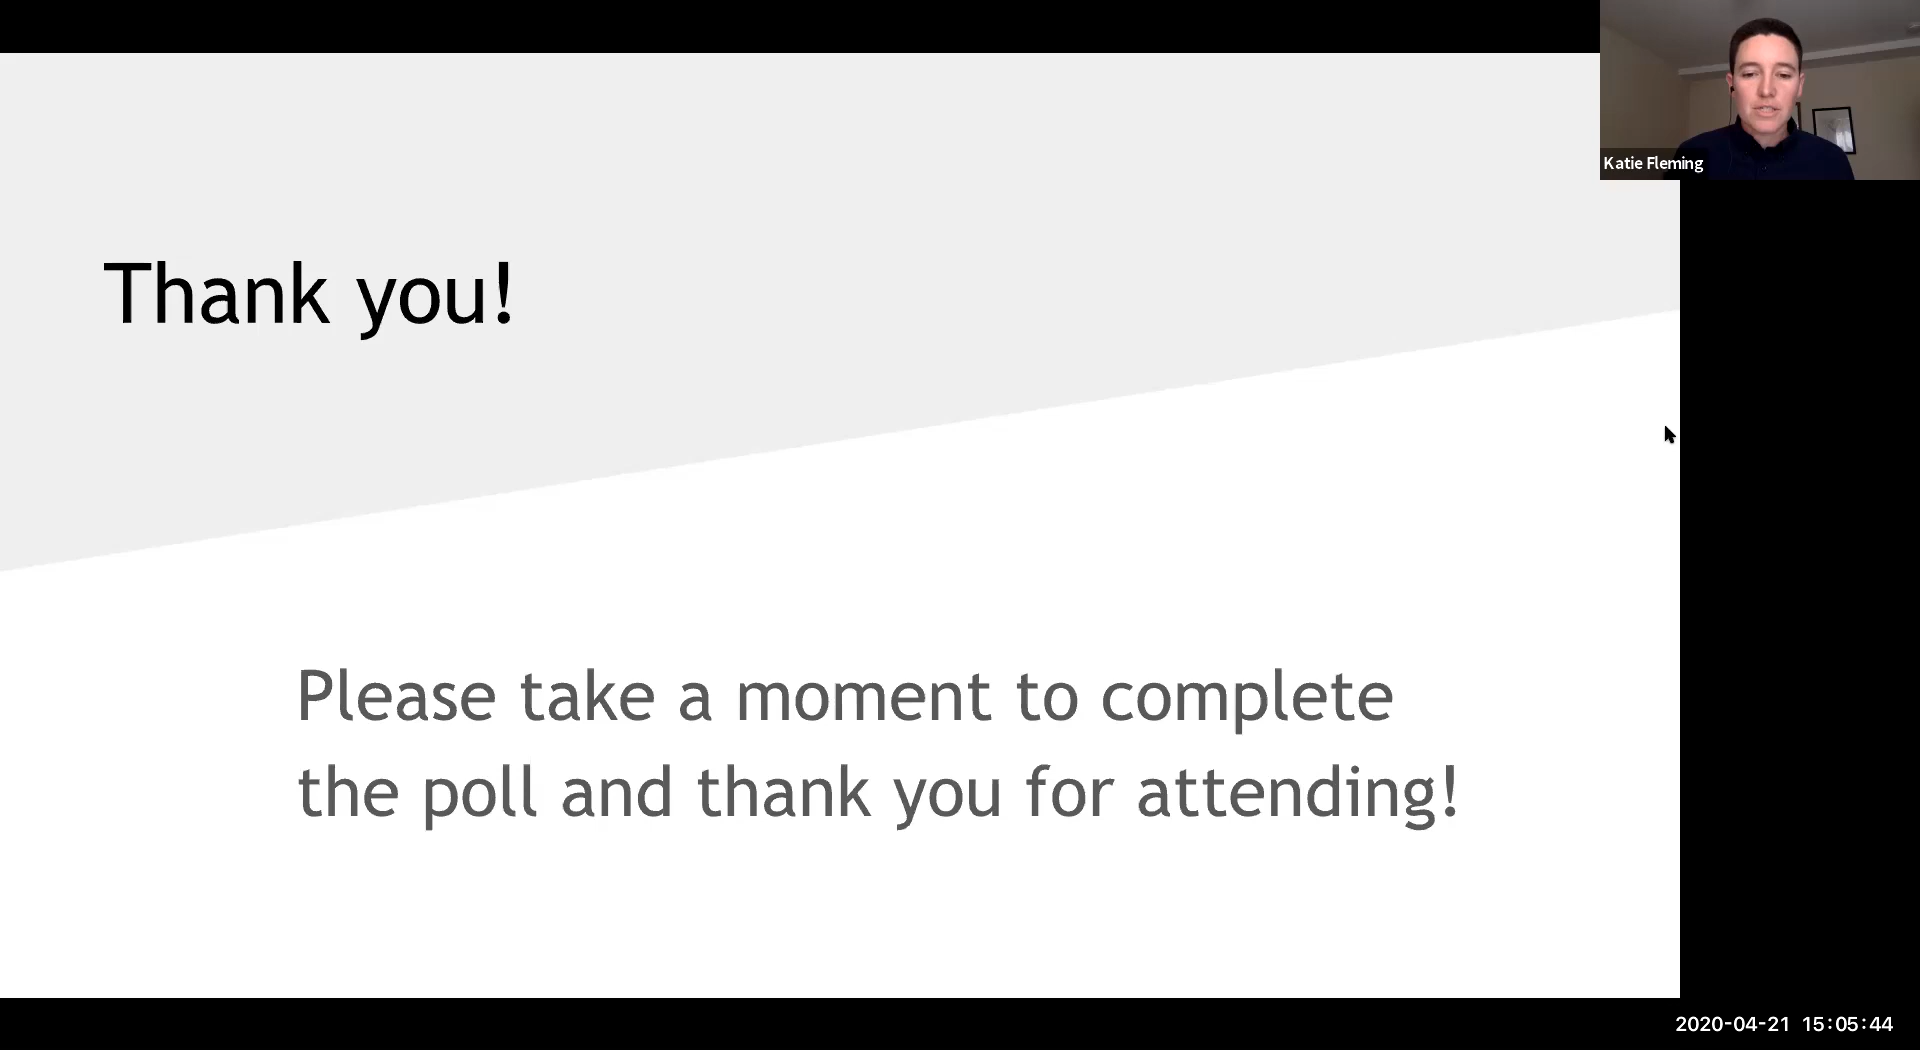 Katie Fleming
Thank you!
Please take a moment to complete
the poll and thank you for attending!
2020-04-21 15:05:44